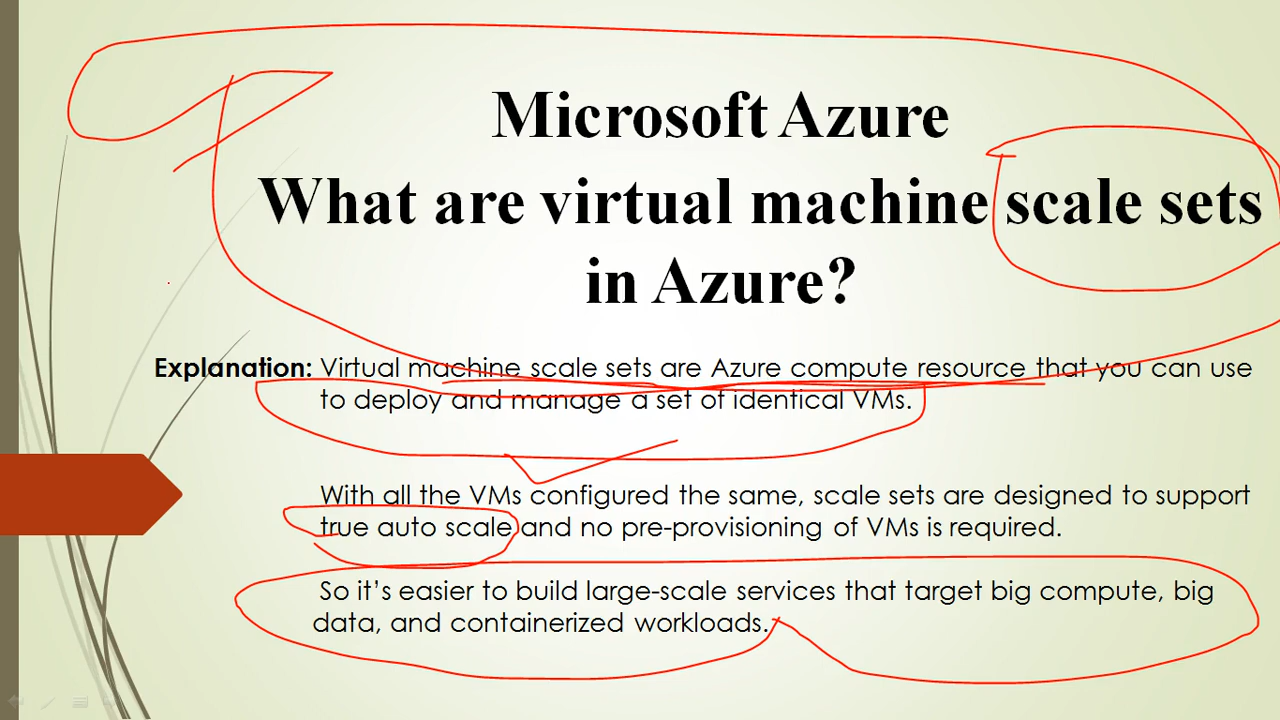 Microsoft Azure
What are virtual machine scale sets
in Azure?
Explanation: Virtual machine scale sets are Azure compute resource that you can use
to deploy and manage a set of identical VMs.
With all the VMs configured the same, scale sets are designed to support
true auto scale and no pre-provisioning of VMs is required.
So it's easier to build large-scale services that target big compute, big
data, and containerized workloads.